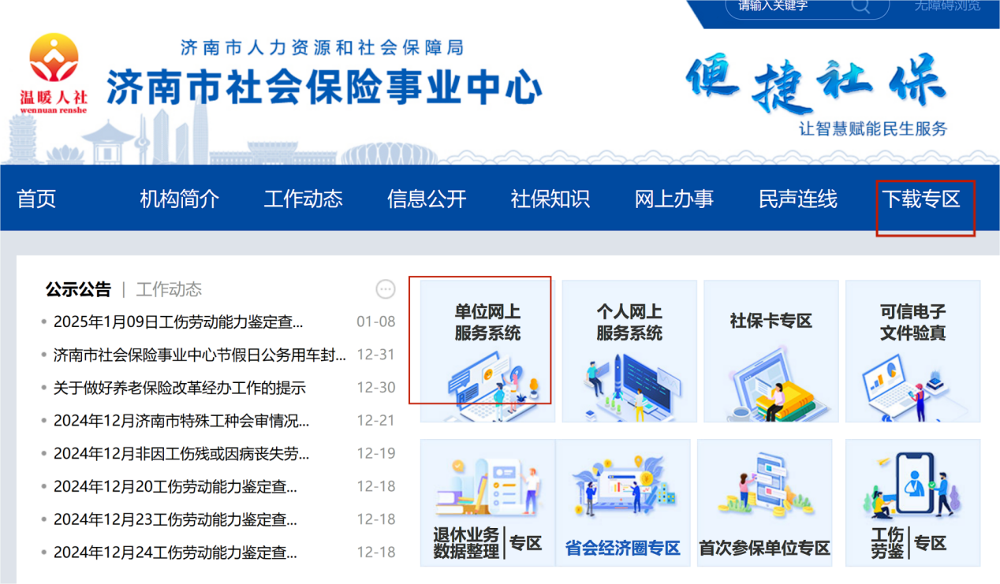 请输入关键字
无障碍浏览
济南市人力资源和社会保障局
济南市社会保险事业中心
温暖人社
wennuan renshe
便捷社保
让智慧赋能民生服务
首页 机构简介 工作动态 信息公开 社保知识 网上办事 民声连线 下载专区
公示公告 | 工作动态
2025年1月09日工伤劳动能力鉴定查... 01-08
济南市社会保险事业中心节假日公务用车封... 12-31
关于做好养老保险改革经办工作的提示 12-30
2024年12月济南市特殊工种会审情况... 12-21
2024年12月非因工伤残或因病丧失劳... 12-19
2024年12月20工伤劳动能力鉴定查... 12-18
2024年12月23工伤劳动能力鉴定查... 12-18
2024年12月24工伤劳动能力鉴定查... 12-18
单位网上
服务系统
个人网上
服务系统
社保卡专区
可信电子
文件验真
退休业务
数据整理
专区
省会经济圈专区
首次参保单位专区
工伤
劳鉴
专区